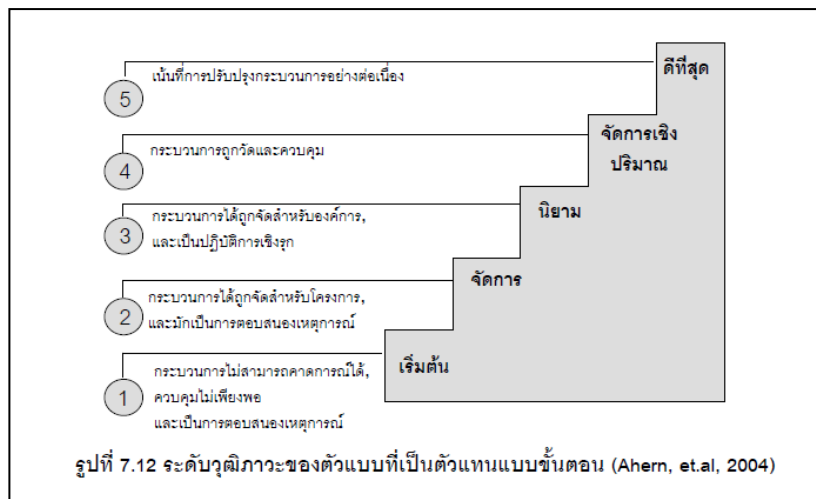 ดีที่สุด
เน้นที่การปรับปรุงกระบวนการอย่างต่อเนื่อง
5
จัดการเชิง
ปริมาณ
กระบวนการถูกวัดและควบคุม
4
นิยาม
กระบวนการได้ถูกจัดสำหรับองค์การ,
และเป็นปฏิบัติการเชิงรุก
3
จัดการ
กระบวนการได้ถูกจัดสำหรับโครงการ,
และมักเป็นการตอบสนองเหตุการณ์
2
เริ่มต้น
กระบวนการไม่สามารถคาดการณ์ได้,
ควบคุมไม่เพียงพอ
และเป็นการตอบสนองเหตุการณ์
1
รูปที่ 7.12 ระดับวุฒิภาวะของตัวแบบที่เป็นตัวแทนแบบขั้นตอน (Ahern, et.al, 2004)